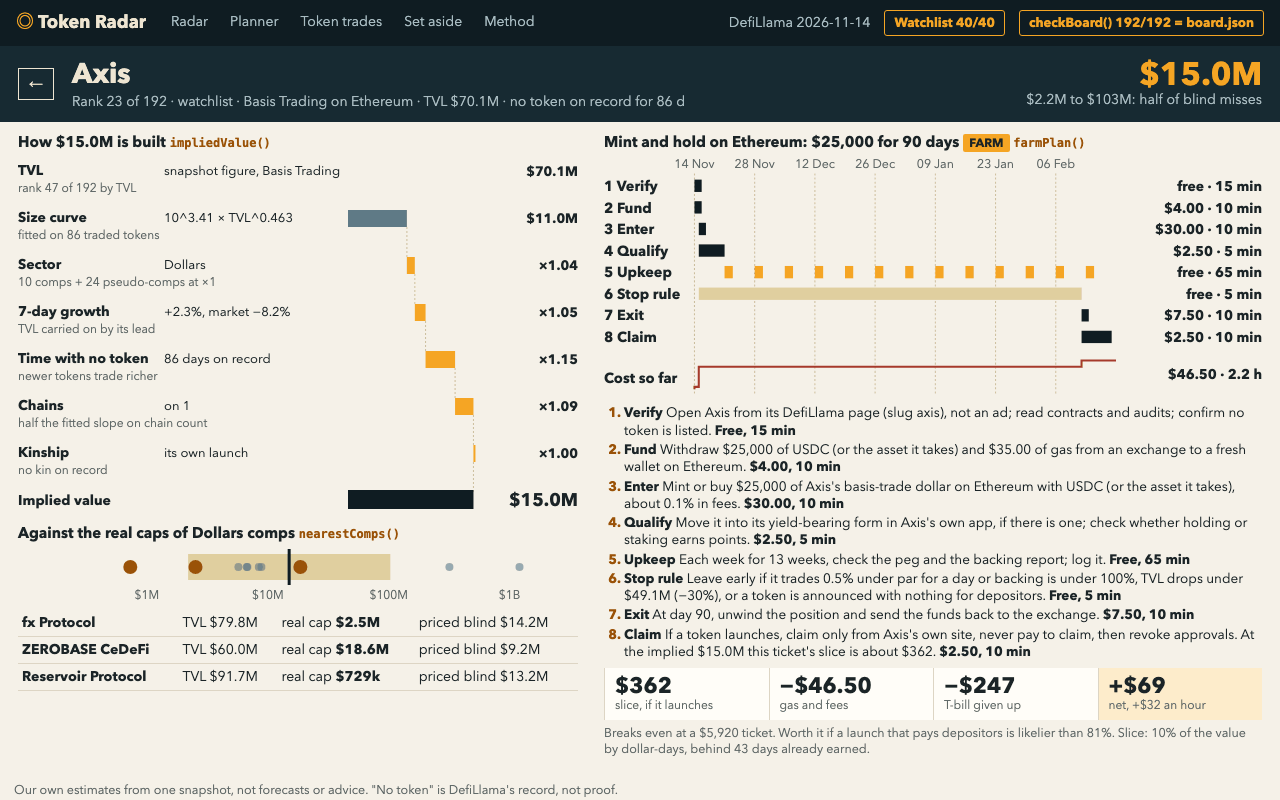 Token Radar Radar Planner Token trades Set aside Method DefiLlama 2026-11-14 Watchlist 40/40 checkBoard() 192/192 = board.json
← Axis $15.0M
Rank 23 of 192 · watchlist · Basis Trading on Ethereum · TVL $70.1M · no token on record for 86 d $2.2M to $103M: half of blind misses
How $15.0M is built impliedValue()
TVL snapshot figure, Basis Trading $70.1M
rank 47 of 192 by TVL
Size curve 10^3.41 × TVL^0.463 $11.0M
fitted on 86 traded tokens
Sector Dollars ×1.04
10 comps + 24 pseudo-comps at ×1
7-day growth +2.3%, market −8.2% ×1.05
TVL carried on by its lead
Time with no token 86 days on record ×1.15
newer tokens trade richer
Chains on 1 ×1.09
half the fitted slope on chain count
Kinship its own launch ×1.00
no kin on record
Implied value $15.0M
Against the real caps of Dollars comps nearestComps()
$1M $10M $100M $1B
fx Protocol TVL $79.8M real cap $2.5M priced blind $14.2M
ZEROBASE CeDeFi TVL $60.0M real cap $18.6M priced blind $9.2M
Reservoir Protocol TVL $91.7M real cap $729k priced blind $13.2M
Mint and hold on Ethereum: $25,000 for 90 days FARM farmPlan()
14 Nov 28 Nov 12 Dec 26 Dec 09 Jan 23 Jan 06 Feb
1 Verify free · 15 min
2 Fund $4.00 · 10 min
3 Enter $30.00 · 10 min
4 Qualify $2.50 · 5 min
5 Upkeep free · 65 min
6 Stop rule free · 5 min
7 Exit $7.50 · 10 min
8 Claim $2.50 · 10 min
Cost so far $46.50 · 2.2 h
1. Verify Open Axis from its DefiLlama page (slug axis), not an ad; read contracts and audits; confirm no
token is listed. Free, 15 min
2. Fund Withdraw $25,000 of USDC (or the asset it takes) and $35.00 of gas from an exchange to a fresh
wallet on Ethereum. $4.00, 10 min
3. Enter Mint or buy $25,000 of Axis's basis-trade dollar on Ethereum with USDC (or the asset it takes),
about 0.1% in fees. $30.00, 10 min
4. Qualify Move it into its yield-bearing form in Axis's own app, if there is one; check whether holding or
staking earns points. $2.50, 5 min
5. Upkeep Each week for 13 weeks, check the peg and the backing report; log it. Free, 65 min
6. Stop rule Leave early if it trades 0.5% under par for a day or backing is under 100%, TVL drops under
$49.1M (−30%), or a token is announced with nothing for depositors. Free, 5 min
7. Exit At day 90, unwind the position and send the funds back to the exchange. $7.50, 10 min
8. Claim If a token launches, claim only from Axis's own site, never pay to claim, then revoke approvals. At
the implied $15.0M this ticket's slice is about $362. $2.50, 10 min
$362 −$46.50 −$247 +$69
slice, if it launches gas and fees T-bill given up net, +$32 an hour
Breaks even at a $5,920 ticket. Worth it if a launch that pays depositors is likelier than 81%. Slice: 10% of the value
by dollar-days, behind 43 days already earned.
Our own estimates from one snapshot, not forecasts or advice. "No token" is DefiLlama's record, not proof.